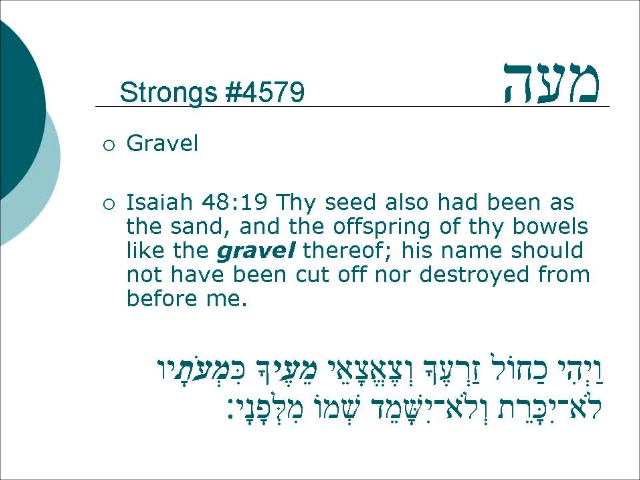 Strongs #4579 מעה
Gravel
Isaiah 48:19 Thy seed also had been as
the sand, and the offspring of thy bowels
like the gravel thereof; his name should
not have been cut off nor destroyed from
before me.
וַיְהִי כַחוֹל זַרְעֶךָ וְצֶאֱצָאֵי מֵעֶיךָ כִּמְעֹתָיו
לֹא־יִכָּרֵת וְלֹא־יִשָּׁמֵד שְׁמוֹ מִלְּפָנָי׃